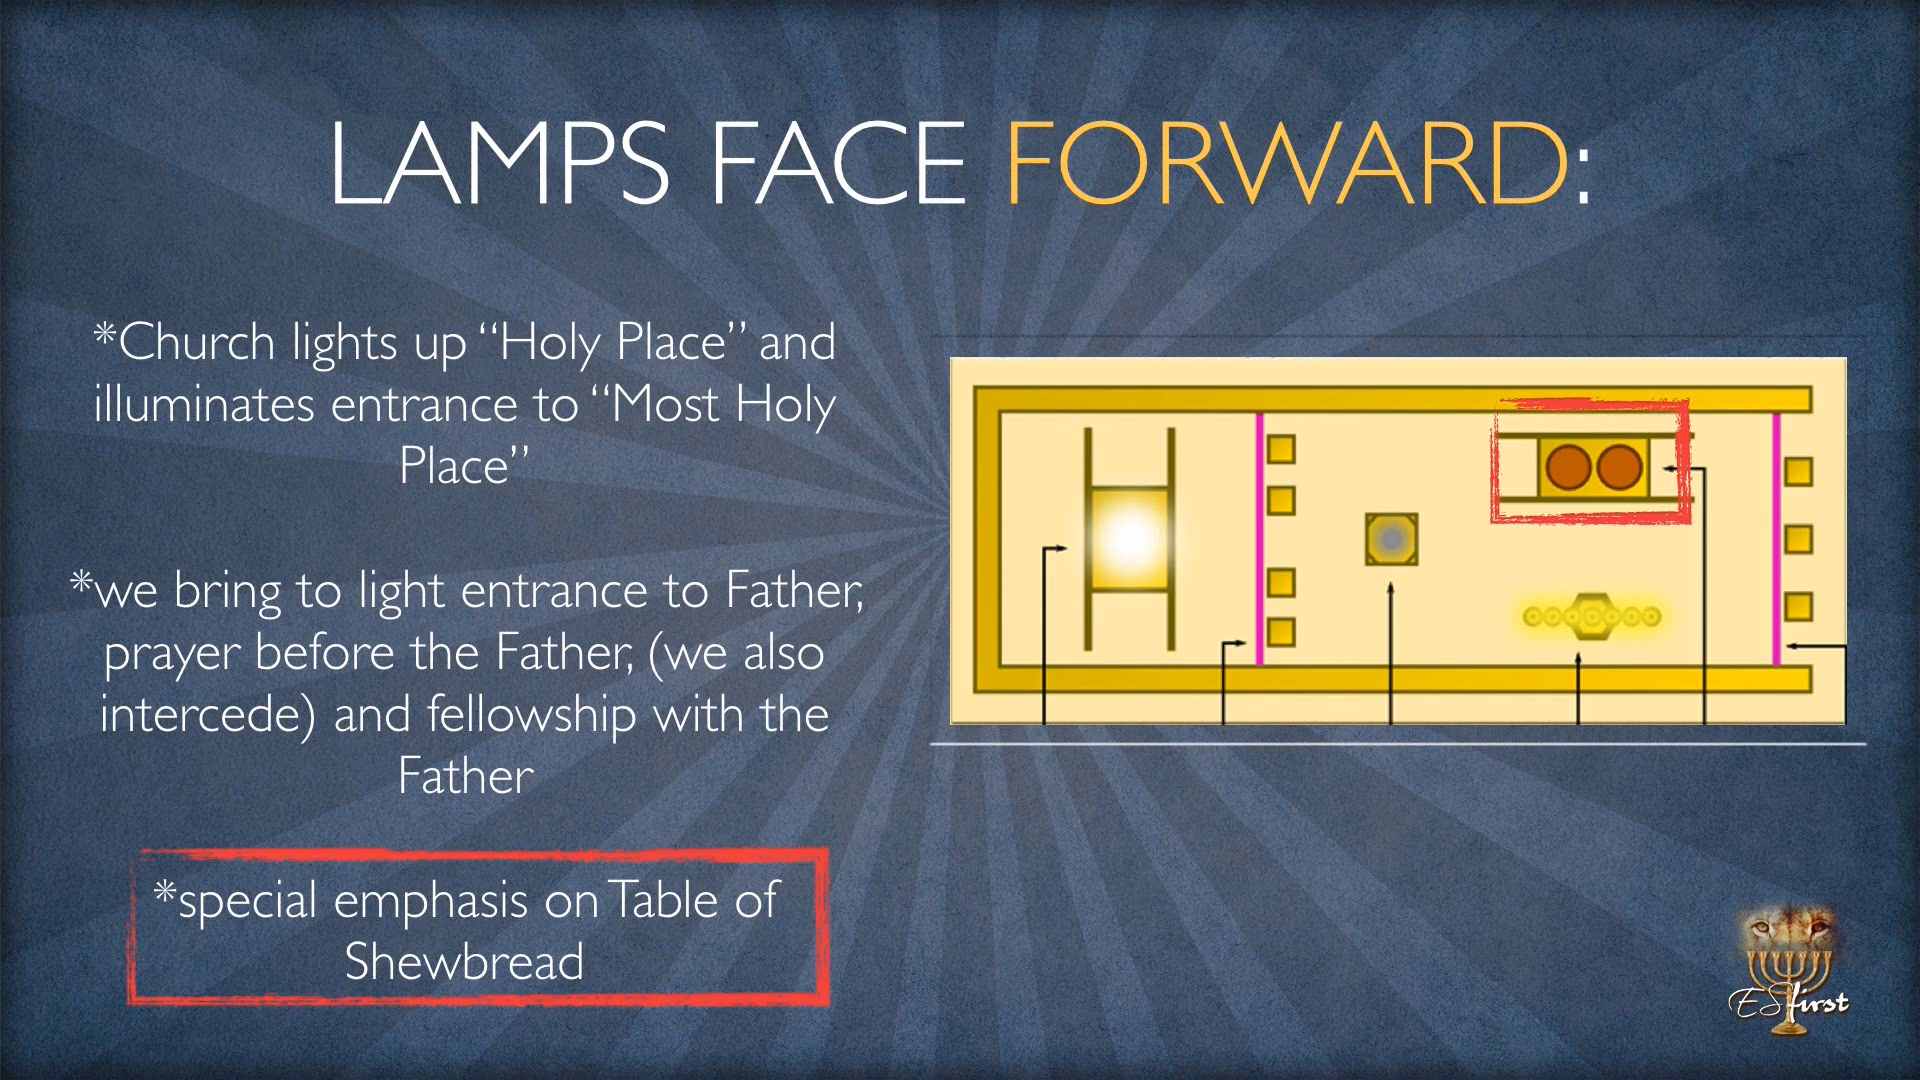 LAMPS FACE FORWARD:
*Church lights up “Holy Place” and
illuminates entrance to “Most Holy
Place”
*we bring to light entrance to Father,
prayer before the Father, (we also
intercede) and fellowship with the
Father
*special emphasis on Table of
Shewbread
ESfirst